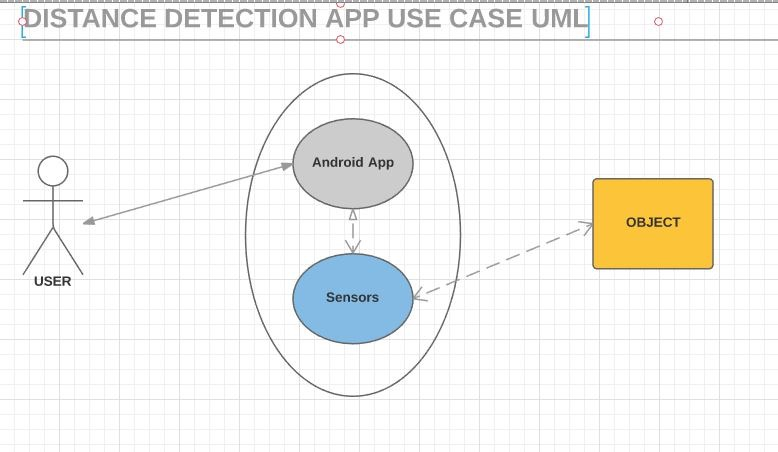 DISTANCE DETECTION APP USE CASE UML
Android App
OBJECT
USER
Sensors